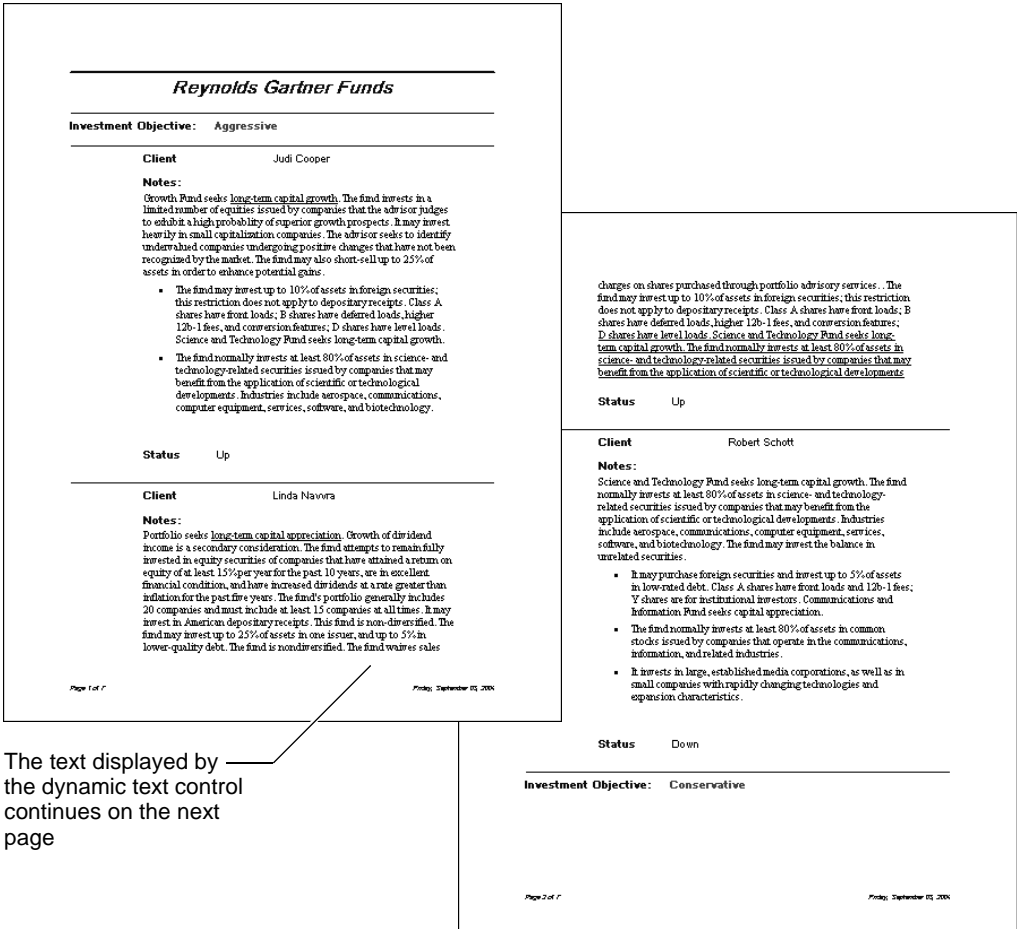 Reynolds Gartner Funds
Investment Objective: Aggressive
Client Judi Cooper
Notes:
Growth Fund seeks long-term capital growth. The fund invests in a
limited number of equities issued by companies that the advisor judges
to exhibit a high probablity of superior growth prospects. It may invest
heavily in small capitalization companies. The advisor seeks to identify
undervalued companies undergoing positive changes that have not been
recognized by the market. The fund may also short-sell up to 25% of
assets in order to enhance potential gains.
▪ The fund may invest up to 10% of assets in foreign securities;
this restriction does not apply to depositary receipts. Class A
shares have front loads; B shares have deferred loads, higher
12b-1 fees, and conversion features; D shares have level loads.
Science and Technology Fund seeks long-term capital growth.
▪ The fund normally invests at least 80% of assets in science- and
technology-related securities issued by companies that may
benefit from the application of scientific or technological
developments. Industries include aerospace, communications,
computer equipment, services, software, and biotechnology.
Status Up
Client Linda Navvra
Notes:
Portfolio seeks long-term capital appreciation. Growth of dividend
income is a secondary consideration. The fund attempts to remain fully
invested in equity securities of companies that have attained a return on
equity of at least 15% per year for the past 10 years, are in excellent
financial condition, and have increased dividends at a rate greater than
inflation for the past five years. The fund's portfolio generally includes
20 companies and must include at least 15 companies at all times. It may
invest in American depositary receipts. This fund is non-diversified. The
fund may invest up to 25% of assets in one issuer, and up to 5% in
lower-quality debt. The fund is nondiversified. The fund waives sales
Page 1 of 7 Friday, September 03, 2004
The text displayed by
the dynamic text control
continues on the next
page
charges on shares purchased through portfolio advisory services. . The
fund may invest up to 10% of assets in foreign securities; this restriction
does not apply to depositary receipts. Class A shares have front loads; B
shares have deferred loads, higher 12b-1 fees, and conversion features;
D shares have level loads. Science and Technology Fund seeks long-
term capital growth. The fund normally invests at least 80% of assets in
science- and technology-related securities issued by companies that may
benefit from the application of scientific or technological developments
Status Up
Client Robert Schott
Notes:
Science and Technology Fund seeks long-term capital growth. The fund
normally invests at least 80% of assets in science- and technology-
related securities issued by companies that may benefit from the
application of scientific or technological developments. Industries
include aerospace, communications, computer equipment, services,
software, and biotechnology. The fund may invest the balance in
unrelated securities.
▪ It may purchase foreign securities and invest up to 5% of assets
in low-rated debt. Class A shares have front loads and 12b-1 fees;
Y shares are for institutional investors. Communications and
Information Fund seeks capital appreciation.
▪ The fund normally invests at least 80% of assets in common
stocks issued by companies that operate in the communications,
information, and related industries.
▪ It invests in large, established media corporations, as well as in
small companies with rapidly changing technologies and
expansion characteristics.
Status Down
Investment Objective: Conservative
Page 2 of 7 Friday, September 03, 2004